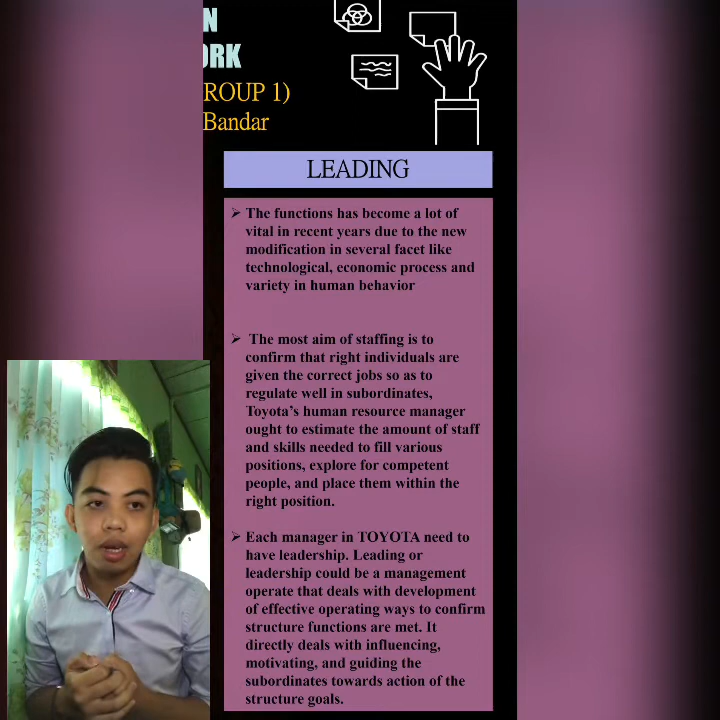 N
ORK
ROUP 1)
Bandar
LEADING
➢ The functions has become a lot of
vital in recent years due to the new
modification in several facet like
technological, economic process and
variety in human behavior
➢ The most aim of staffing is to
confirm that right individuals are
given the correct jobs so as to
regulate well in subordinates,
Toyota's human resource manager
ought to estimate the amount of staff
and skills needed to fill various
positions, explore for competent
people, and place them within the
right position.
➢ Each manager in TOYOTA need to
have leadership. Leading or
leadership could be a management
operate that deals with development
of effective operating ways to confirm
structure functions are met. It
directly deals with influencing,
motivating, and guiding the
subordinates towards action of the
structure goals.